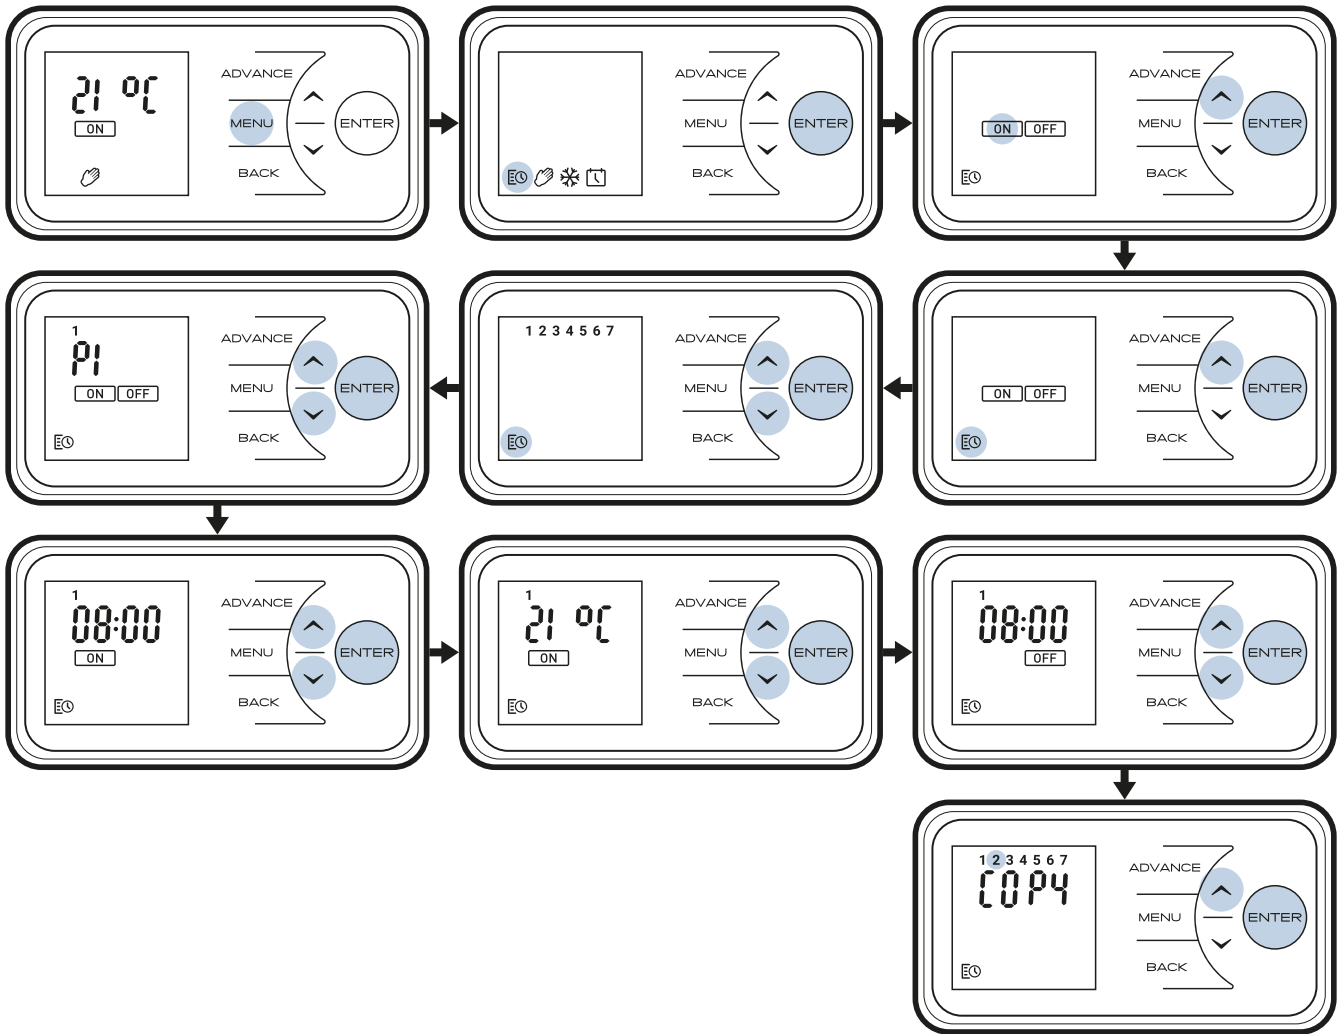 21 °C
ON
ADVANCE
MENU
BACK
ENTER
ADVANCE
MENU
BACK
ENTER
ON OFF
ADVANCE
MENU
BACK
ENTER
1
P1
ON OFF
ADVANCE
MENU
BACK
ENTER
1 2 3 4 5 6 7
ADVANCE
MENU
BACK
ENTER
ON OFF
ADVANCE
MENU
BACK
ENTER
1
08:00
ON
ADVANCE
MENU
BACK
ENTER
1
21 °C
ON
ADVANCE
MENU
BACK
ENTER
1
08:00
OFF
ADVANCE
MENU
BACK
ENTER
1 2 3 4 5 6 7
COPY
ADVANCE
MENU
BACK
ENTER